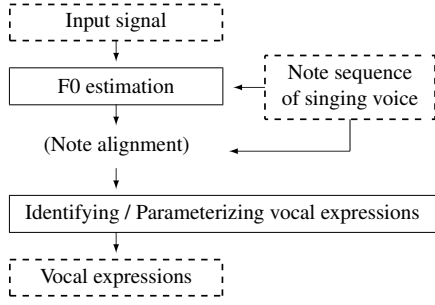 Input signal
F0 estimation
Note sequence
of singing voice
(Note alignment)
Identifying / Parameterizing vocal expressions
Vocal expressions